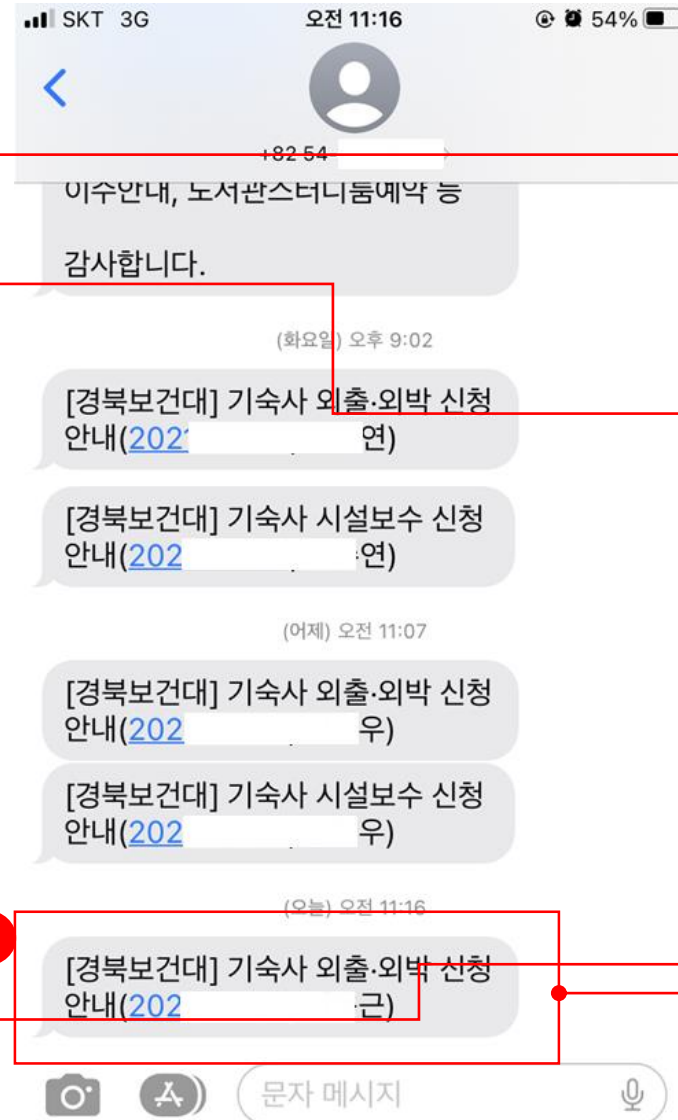 SKT 3G 오전 11:16 54%
+82 54
이수안내, 도서관스터디룸예약 등
감사합니다.
(화요일) 오후 9:02
[경북보건대] 기숙사 외출·외박 신청
안내(202 연)
[경북보건대] 기숙사 시설보수 신청
안내(202 연)
(어제) 오전 11:07
[경북보건대] 기숙사 외출·외박 신청
안내(202 우)
[경북보건대] 기숙사 시설보수 신청
안내(202 우)
(오늘) 오전 11:16
[경북보건대] 기숙사 외출·외박 신청
안내(202 근)
문자 메시지